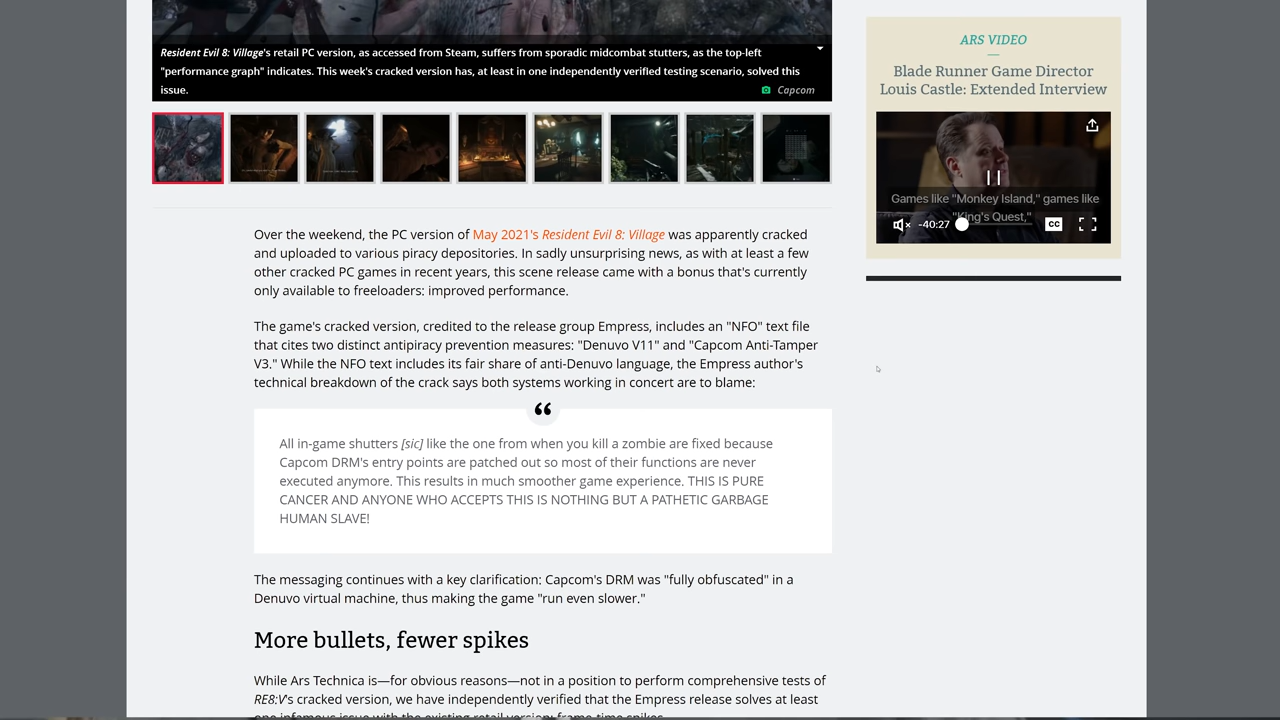 Resident Evil 8: Village's retail PC version, as accessed from Steam, suffers from sporadic midcombat stutters, as the top-left
"performance graph" indicates. This week's cracked version has, at least in one independently verified testing scenario, solved this
issue.
Capcom
Over the weekend, the PC version of May 2021's Resident Evil 8: Village was apparently cracked
and uploaded to various piracy depositories. In sadly unsurprising news, as with at least a few
other cracked PC games in recent years, this scene release came with a bonus that's currently
only available to freeloaders: improved performance.
The game's cracked version, credited to the release group Empress, includes an "NFO" text file
that cites two distinct antipiracy prevention measures: "Denuvo V11" and "Capcom Anti-Tamper
V3." While the NFO text includes its fair share of anti-Denuvo language, the Empress author's
technical breakdown of the crack says both systems working in concert are to blame:
All in-game shutters [sic] like the one from when you kill a zombie are fixed because
Capcom DRM's entry points are patched out so most of their functions are never
executed anymore. This results in much smoother game experience. THIS IS PURE
CANCER AND ANYONE WHO ACCEPTS THIS IS NOTHING BUT A PATHETIC GARBAGE
HUMAN SLAVE!
The messaging continues with a key clarification: Capcom's DRM was "fully obfuscated" in a
Denuvo virtual machine, thus making the game "run even slower."
More bullets, fewer spikes
While Ars Technica is—for obvious reasons—not in a position to perform comprehensive tests of
RE8:V's cracked version, we have independently verified that the Empress release solves at least
one infamous issue with the existing retail version: frame-time spikes.
ARS VIDEO
Blade Runner Game Director
Louis Castle: Extended Interview
Games like "Monkey Island," games like
"King's Quest,"
-40:27
CC